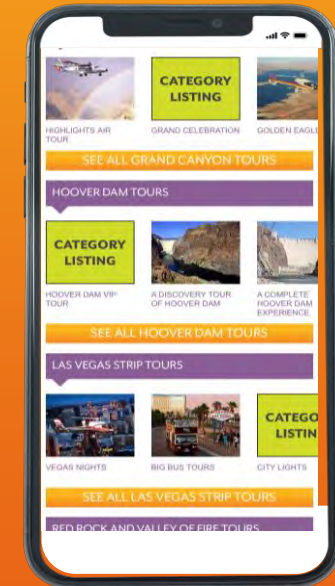 CATEGORY
LISTING
HIGHLIGHTS AIR
TOUR
GRAND CELEBRATION
GOLDEN EAGLE
SEE ALL GRAND CANYON TOURS
HOOVER DAM TOURS
CATEGORY
LISTING
HOOVER DAM VIP
TOUR
A DISCOVERY TOUR
OF HOOVER DAM
A COMPLETE
HOOVER DAM
EXPERIENCE
SEE ALL HOOVER DAM TOURS
LAS VEGAS STRIP TOURS
CATEGO
LISTIN
VEGAS NIGHTS
BIG BUS TOURS
CITY LIGHTS
SEE ALL LAS VEGAS STRIP TOURS
RED ROCK AND VALLEY OF FIRE TOURS